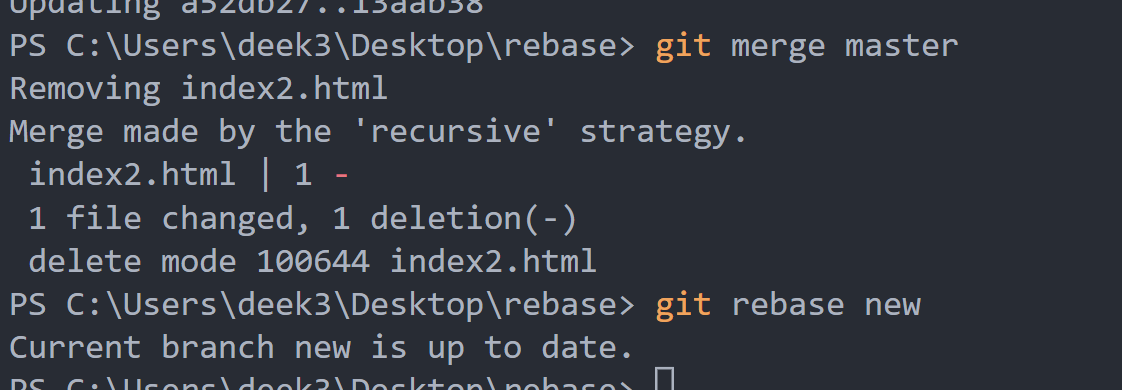 Updating a52db27..13aab38
PS C:\Users\deek3\Desktop\rebase> git merge master
Removing index2.html
Merge made by the 'recursive' strategy.
 index2.html | 1 -
 1 file changed, 1 deletion(-)
 delete mode 100644 index2.html
PS C:\Users\deek3\Desktop\rebase> git rebase new
Current branch new is up to date.
PS C:\Users\deek3\Desktop\rebase>